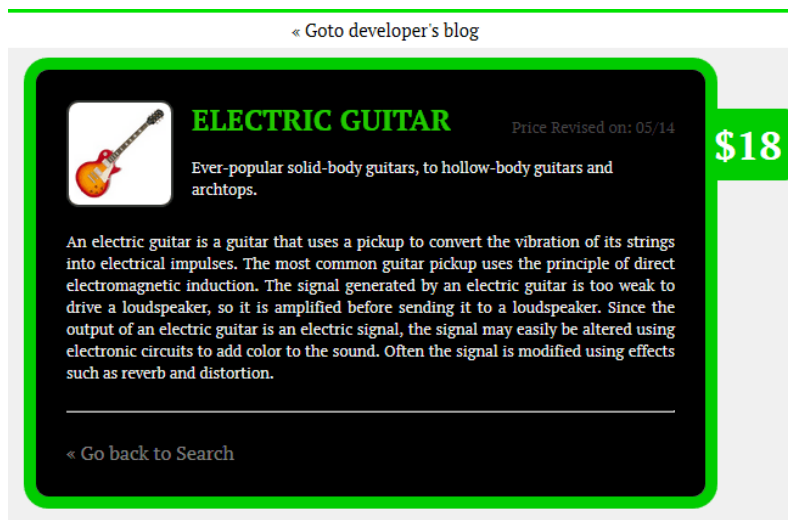 « Goto developer's blog
ELECTRIC GUITAR
Price Revised on: 05/14
$18
Ever-popular solid-body guitars, to hollow-body guitars and
archtops.
An electric guitar is a guitar that uses a pickup to convert the vibration of its strings
into electrical impulses. The most common guitar pickup uses the principle of direct
electromagnetic induction. The signal generated by an electric guitar is too weak to
drive a loudspeaker, so it is amplified before sending it to a loudspeaker. Since the
output of an electric guitar is an electric signal, the signal may easily be altered using
electronic circuits to add color to the sound. Often the signal is modified using effects
such as reverb and distortion.
« Go back to Search